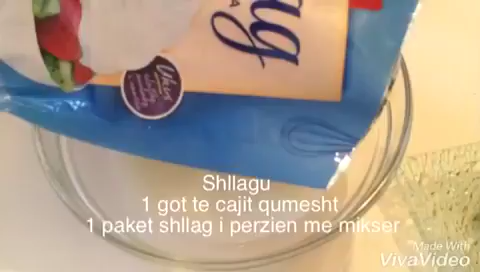 Shllagu
1 got te cajit qumesht
1 paket shllag i perzien me mikser
Made With
VivaVideo